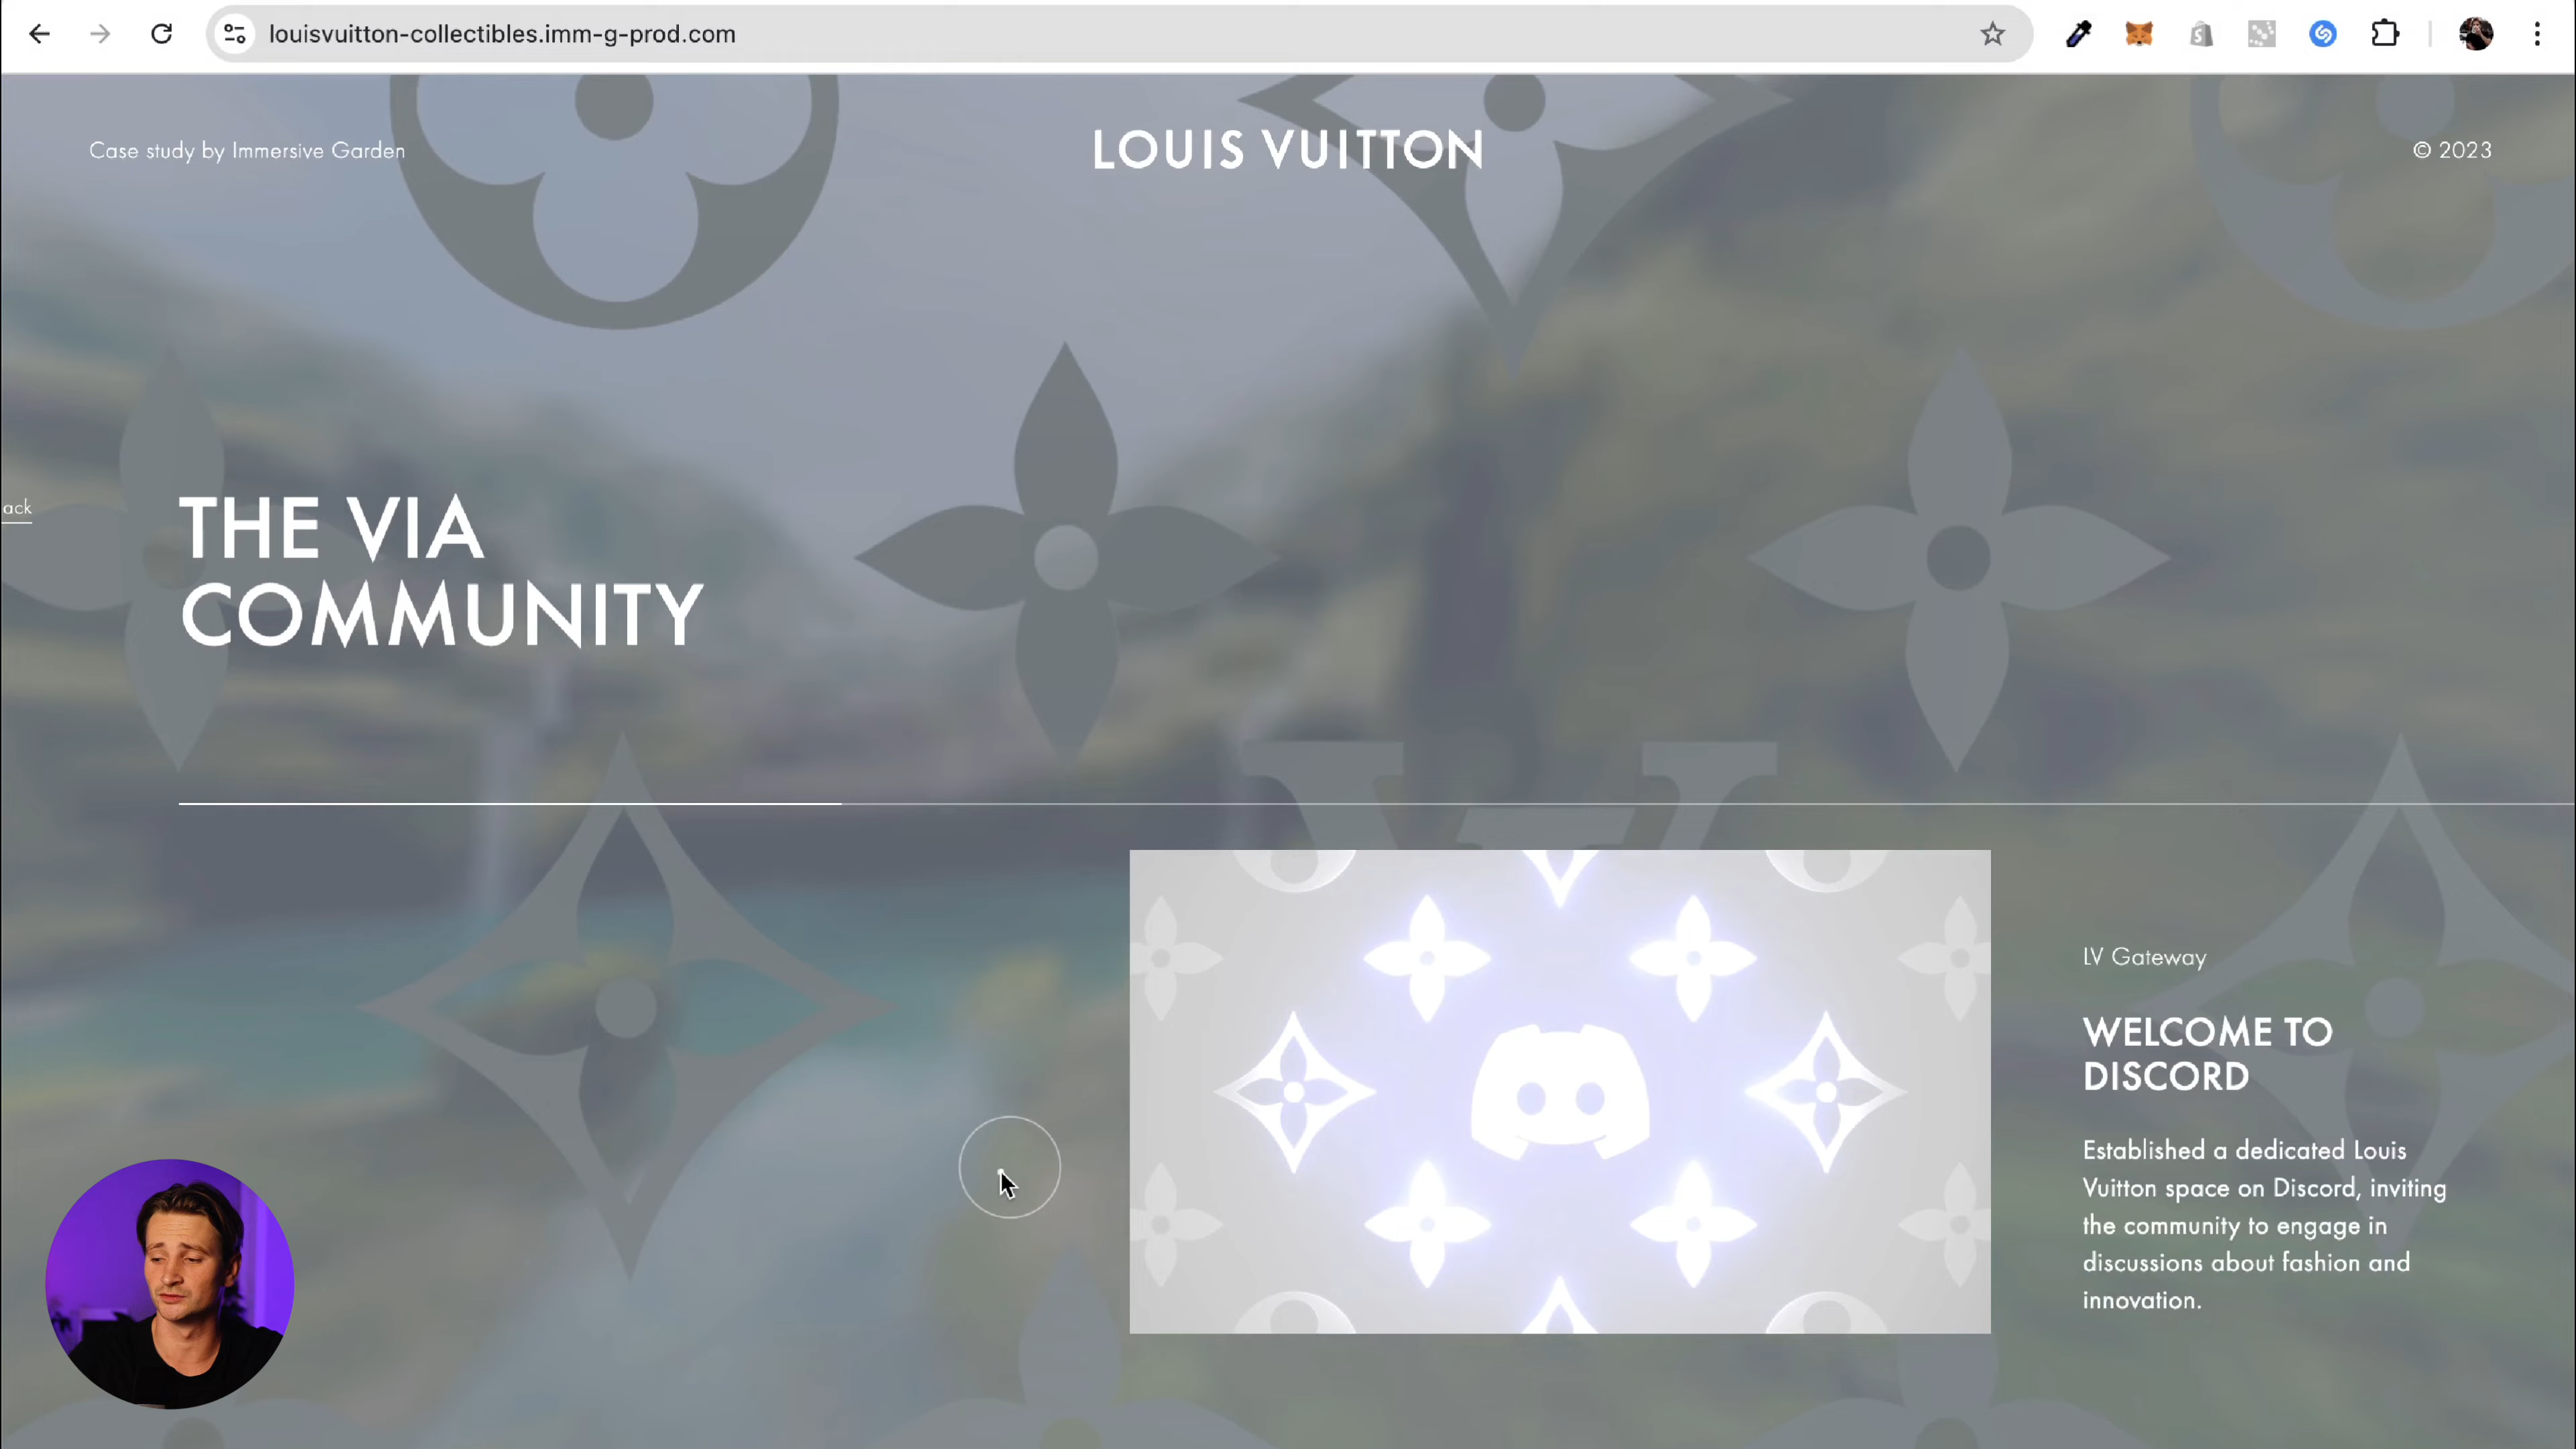 louisvuitton-collectibles.imm-g-prod.com
Case study by Immersive Garden
LOUIS VUITTON
© 2023
ack
THE VIA
COMMUNITY
LV Gateway
WELCOME TO
DISCORD
Established a dedicated Louis
Vuitton space on Discord, inviting
the community to engage in
discussions about fashion and
innovation.